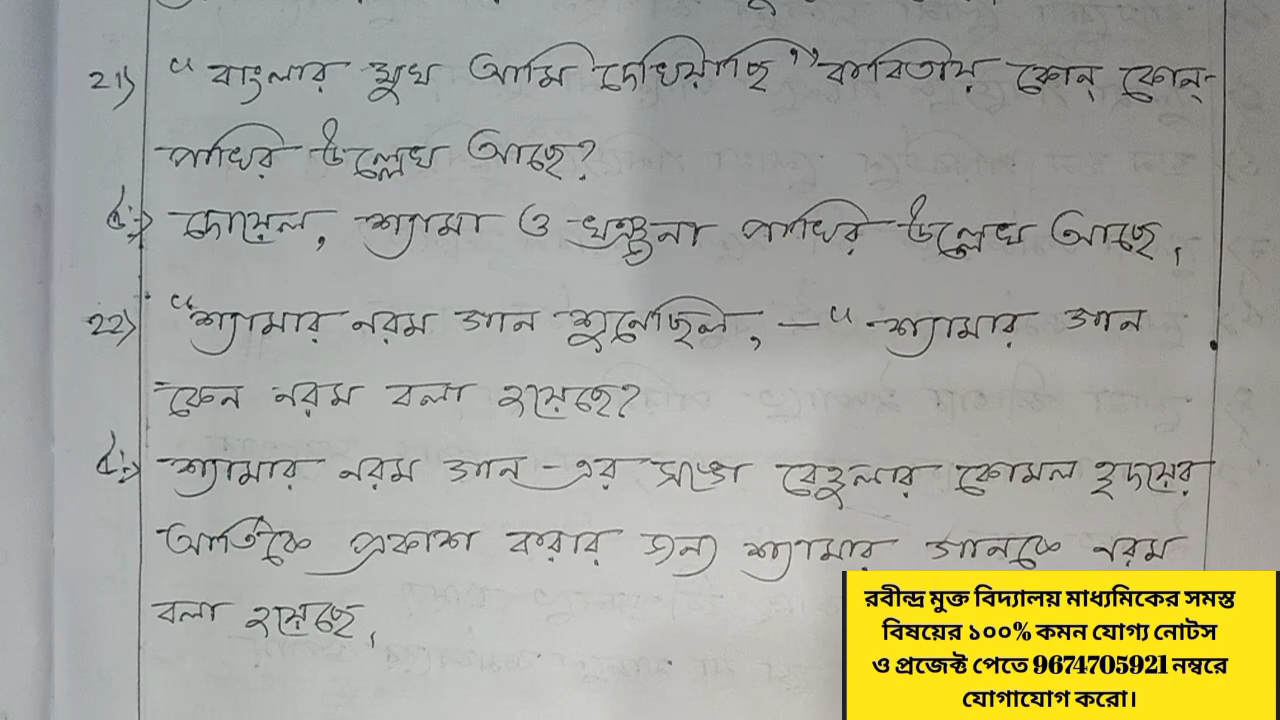 21) "বাংলার মুখ আমি দেখিয়াছি" কবিতায় কোন্ কোন্-
পাখির উল্লেখ আছে?
উঃ→ দোয়েল, শ্যামা ও খঞ্জনা পাখির উল্লেখ আছে।
22) "শ্যামার নরম গান শুনেছিল, –" শ্যামার গান
কেন নরম বলা হয়েছে?
উঃ→ শ্যামার নরম গান-এর সঙ্গে বেহুলার কোমল হৃদয়ের
আর্তিকে প্রকাশ করার জন্য শ্যামার গানকে নরম
বলা হয়েছে।
রবীন্দ্র মুক্ত বিদ্যালয় মাধ্যমিকের সমস্ত
বিষয়ের ১০০% কমন যোগ্য নোটস
ও প্রজেক্ট পেতে 9674705921 নম্বরে
যোগাযোগ করো।